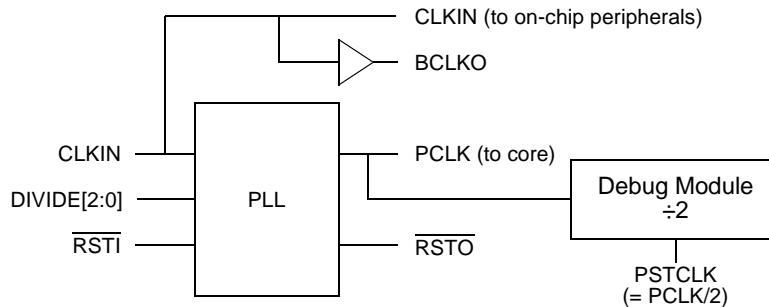 CLKIN (to on-chip peripherals)
BCLKO
CLKIN
PCLK (to core)
DIVIDE[2:0]
PLL
Debug Module
÷2
RSTI
RSTO
PSTCLK
(= PCLK/2)